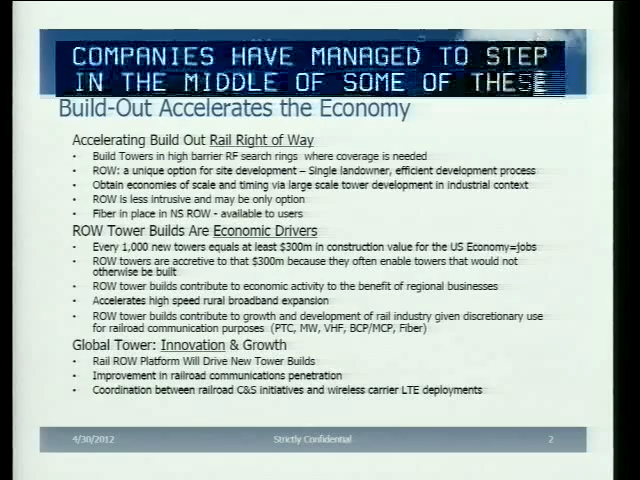 COMPANIES HAVE MANAGED TO STEP
IN THE MIDDLE OF SOME OF THESE
Build-Out Accelerates the Economy
Accelerating Build Out Rail Right of Way
• Build Towers in high barrier RF search rings where coverage is needed
• ROW: a unique option for site development – Single landowner, efficient development process
• Obtain economies of scale and timing via large scale tower development in industrial context
• ROW is less intrusive and may be only option
• Fiber in place in NS ROW - available to users
ROW Tower Builds Are Economic Drivers
• Every 1,000 new towers equals at least $300m in construction value for the US Economy=jobs
• ROW towers are accretive to that $300m because they often enable towers that would not
otherwise be built
• ROW tower builds contribute to economic activity to the benefit of regional businesses
• Accelerates high speed rural broadband expansion
• ROW tower builds contribute to growth and development of rail industry given discretionary use
for railroad communication purposes (PTC, MW, VHF, BCP/MCP, Fiber)
Global Tower: Innovation & Growth
• Rail ROW Platform Will Drive New Tower Builds
• Improvement in railroad communications penetration
• Coordination between railroad C&S initiatives and wireless carrier LTE deployments
4/30/2012 Strictly Confidential 2